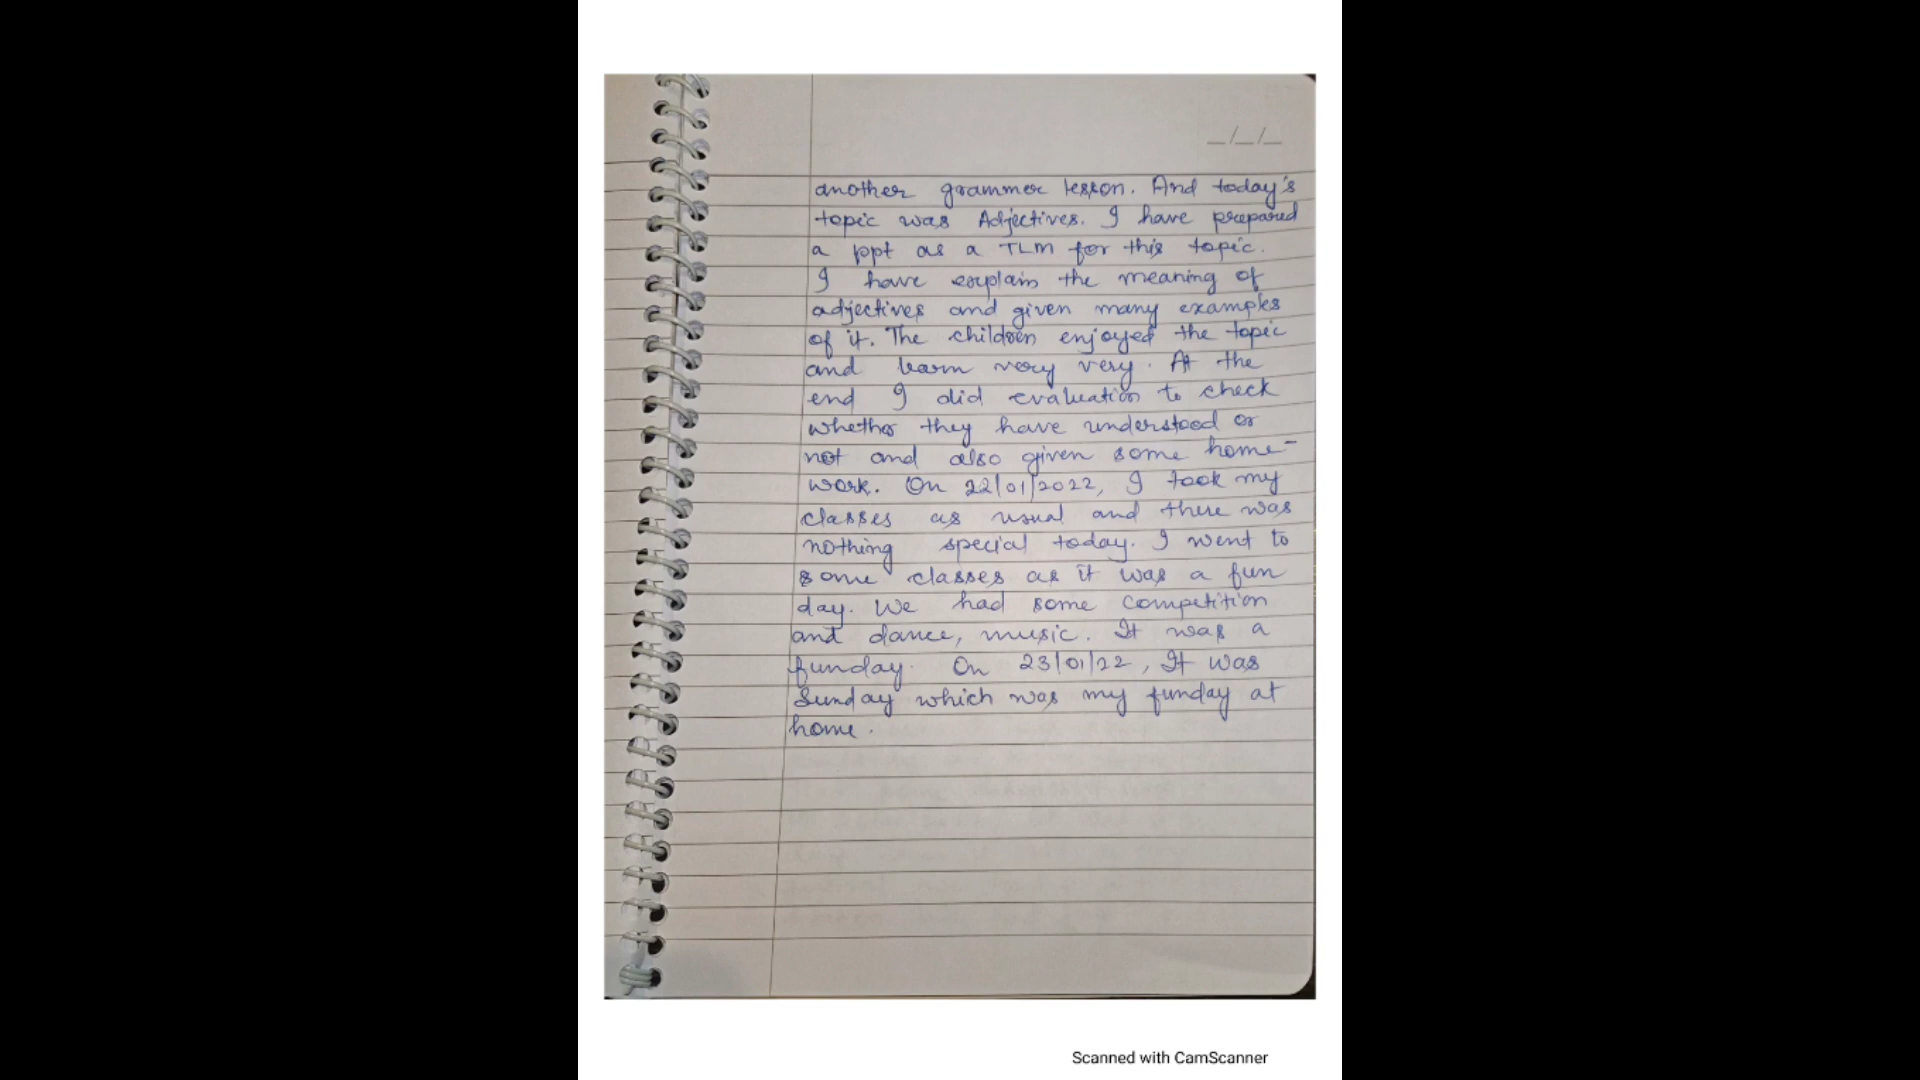 _/_/_
another grammer lesson. And today's
topic was Adjectives. I have prepared
a ppt as a TLM for this topic.
I have explain the meaning of
adjectives and given many examples
of it. The children enjoyed the topic
and learn very very. At the
end I did evaluation to check
whether they have understood or
not and also given some home-
work. On 22/01/2022, I took my
classes as usual and there was
nothing special today. I went to
some classes as it was a fun
day. We had some competition
and dance, music. It was a
funday. On 23/01/22, It was
Sunday which was my funday at
home.
Scanned with CamScanner